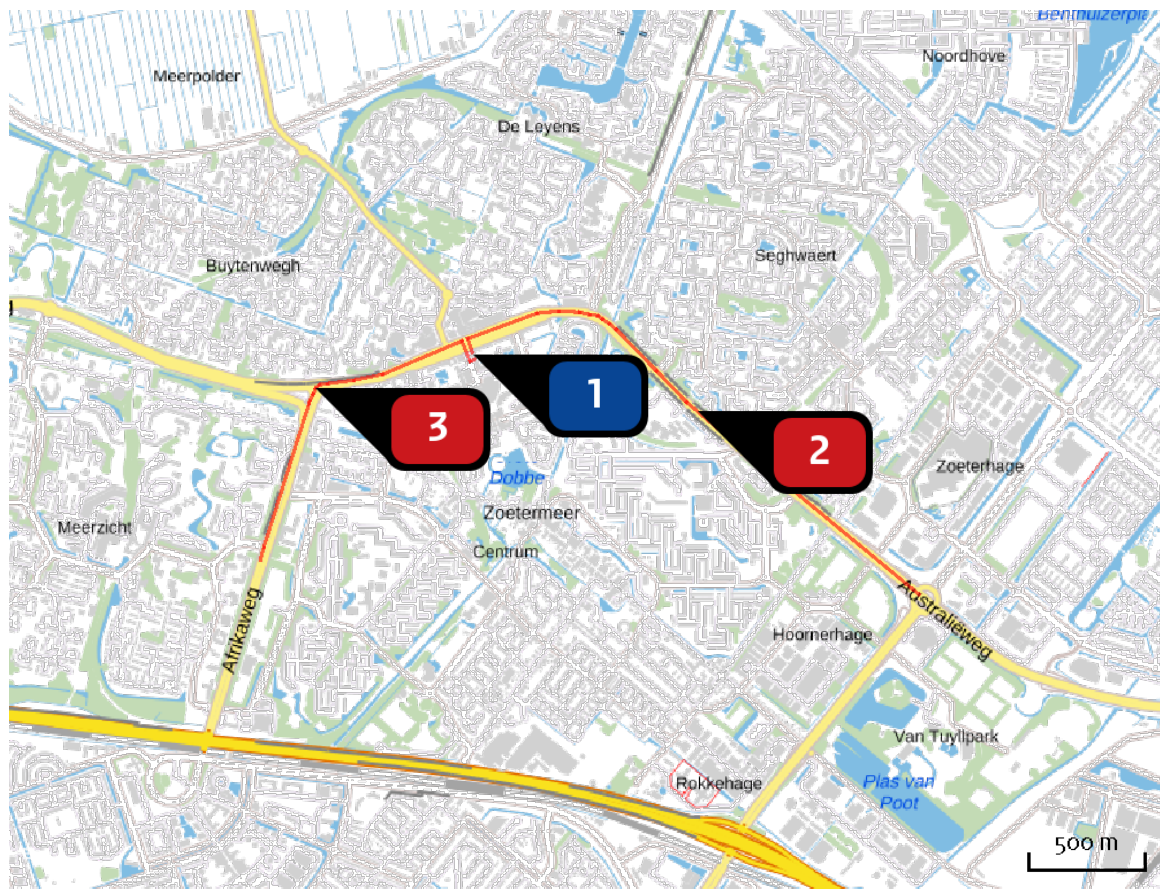 Benthuizerpla
Noordhove
Meerpolder
De Leyens
Seghwaert
Buytenwegh
1
3
2
Zoeterhage
Dobbe
Zoetermeer
Centrum
Meerzicht
Afrikaweg
Australiëweg
Hoornerhage
Van Tuyllpark
Rokkehage
Plas van
Poot
500 m